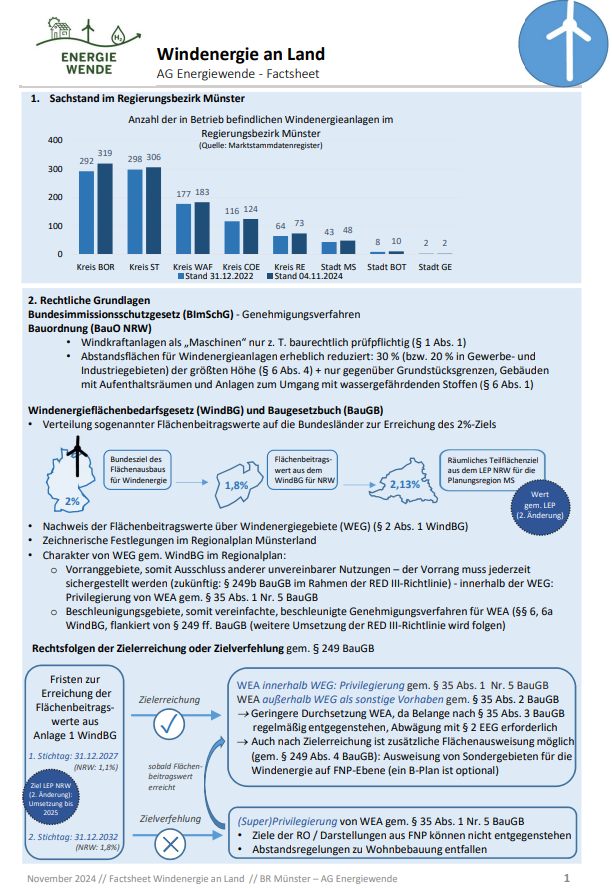 ENERGIE
WENDE
H₂
Windenergie an Land
AG Energiewende - Factsheet
1. Sachstand im Regierungsbezirk Münster
Anzahl der in Betrieb befindlichen Windenergieanlagen im
Regierungsbezirk Münster
(Quelle: Marktstammdatenregister)
400
300
200
100
0
292 319
298 306
177 183
116 124
64 73
43 48
8 10
2 2
Kreis BOR Kreis ST Kreis WAF Kreis COE Kreis RE Stadt MS Stadt BOT Stadt GE
Stand 31.12.2022 Stand 04.11.2024
2. Rechtliche Grundlagen
Bundesimmissionsschutzgesetz (BImSchG) - Genehmigungsverfahren
Bauordnung (BauO NRW)
• Windkraftanlagen als „Maschinen“ nur z. T. baurechtlich prüfpflichtig (§ 1 Abs. 1)
• Abstandsflächen für Windenergieanlagen erheblich reduziert: 30 % (bzw. 20 % in Gewerbe- und
Industriegebieten) der größten Höhe (§ 6 Abs. 4) + nur gegenüber Grundstücksgrenzen, Gebäuden
mit Aufenthaltsräumen und Anlagen zum Umgang mit wassergefährdenden Stoffen (§ 6 Abs. 1)
Windenergieflächenbedarfsgesetz (WindBG) und Baugesetzbuch (BauGB)
• Verteilung sogenannter Flächenbeitragswerte auf die Bundesländer zur Erreichung des 2%-Ziels
2%
Bundesziel des
Flächenausbaus
für Windenergie
1,8%
Flächenbeitrags-
wert aus dem
WindBG für NRW
2,13%
Räumliches Teilflächenziel
aus dem LEP NRW für die
Planungsregion MS
Wert
gem. LEP
(2. Änderung)
• Nachweis der Flächenbeitragswerte über Windenergiegebiete (WEG) (§ 2 Abs. 1 WindBG)
• Zeichnerische Festlegungen im Regionalplan Münsterland
• Charakter von WEG gem. WindBG im Regionalplan:
o Vorranggebiete, somit Ausschluss anderer unvereinbarer Nutzungen – der Vorrang muss jederzeit
sichergestellt werden (zukünftig: § 249b BauGB im Rahmen der RED III-Richtlinie) - innerhalb der WEG:
Privilegierung von WEA gem. § 35 Abs. 1 Nr. 5 BauGB
o Beschleunigungsgebiete, somit vereinfachte, beschleunigte Genehmigungsverfahren für WEA (§§ 6, 6a
WindBG, flankiert von § 249 ff. BauGB (weitere Umsetzung der RED III-Richtlinie wird folgen)
Rechtsfolgen der Zielerreichung oder Zielverfehlung gem. § 249 BauGB
Fristen zur
Erreichung der
Flächenbeitrags-
werte aus
Anlage 1 WindBG
1. Stichtag: 31.12.2027
(NRW: 1,1%)
Ziel LEP NRW
(2. Änderung):
Umsetzung bis
2025
2. Stichtag: 31.12.2032
(NRW: 1,8%)
Zielerreichung
sobald Flächen-
beitragswert
erreicht
Zielverfehlung
WEA innerhalb WEG: Privilegierung gem. § 35 Abs. 1 Nr. 5 BauGB
WEA außerhalb WEG als sonstige Vorhaben gem. § 35 Abs. 2 BauGB
→ Geringere Durchsetzung WEA, da Belange nach § 35 Abs. 3 BauGB
regelmäßig entgegenstehen, Abwägung mit § 2 EEG erforderlich
→ Auch nach Zielerreichung ist zusätzliche Flächenausweisung möglich
(gem. § 249 Abs. 4 BauGB): Ausweisung von Sondergebieten für die
Windenergie auf FNP-Ebene (ein B-Plan ist optional)
(Super)Privilegierung von WEA gem. § 35 Abs. 1 Nr. 5 BauGB
• Ziele der RO / Darstellungen aus FNP können nicht entgegenstehen
• Abstandsregelungen zu Wohnbebauung entfallen
November 2024 // Factsheet Windenergie an Land // BR Münster – AG Energiewende
1